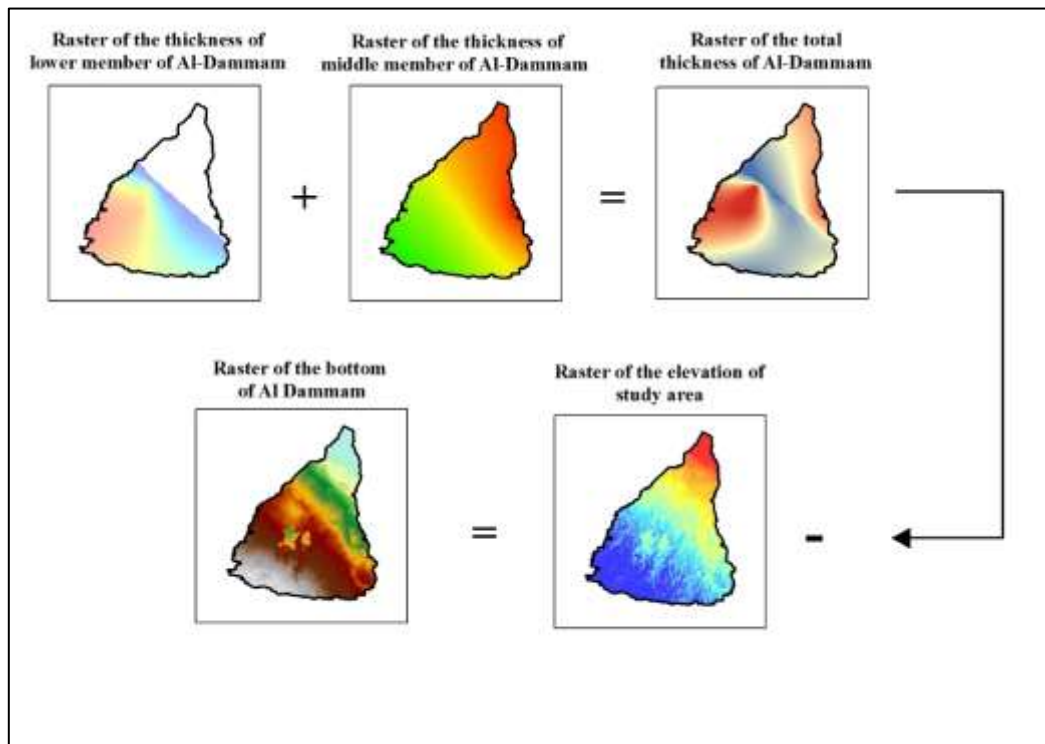 Raster of the thickness of
lower member of Al-Dammam
Raster of the thickness of
middle member of Al-Dammam
Raster of the total
thickness of Al-Dammam
+
=
Raster of the bottom
of Al Dammam
Raster of the elevation of
study area
=
-